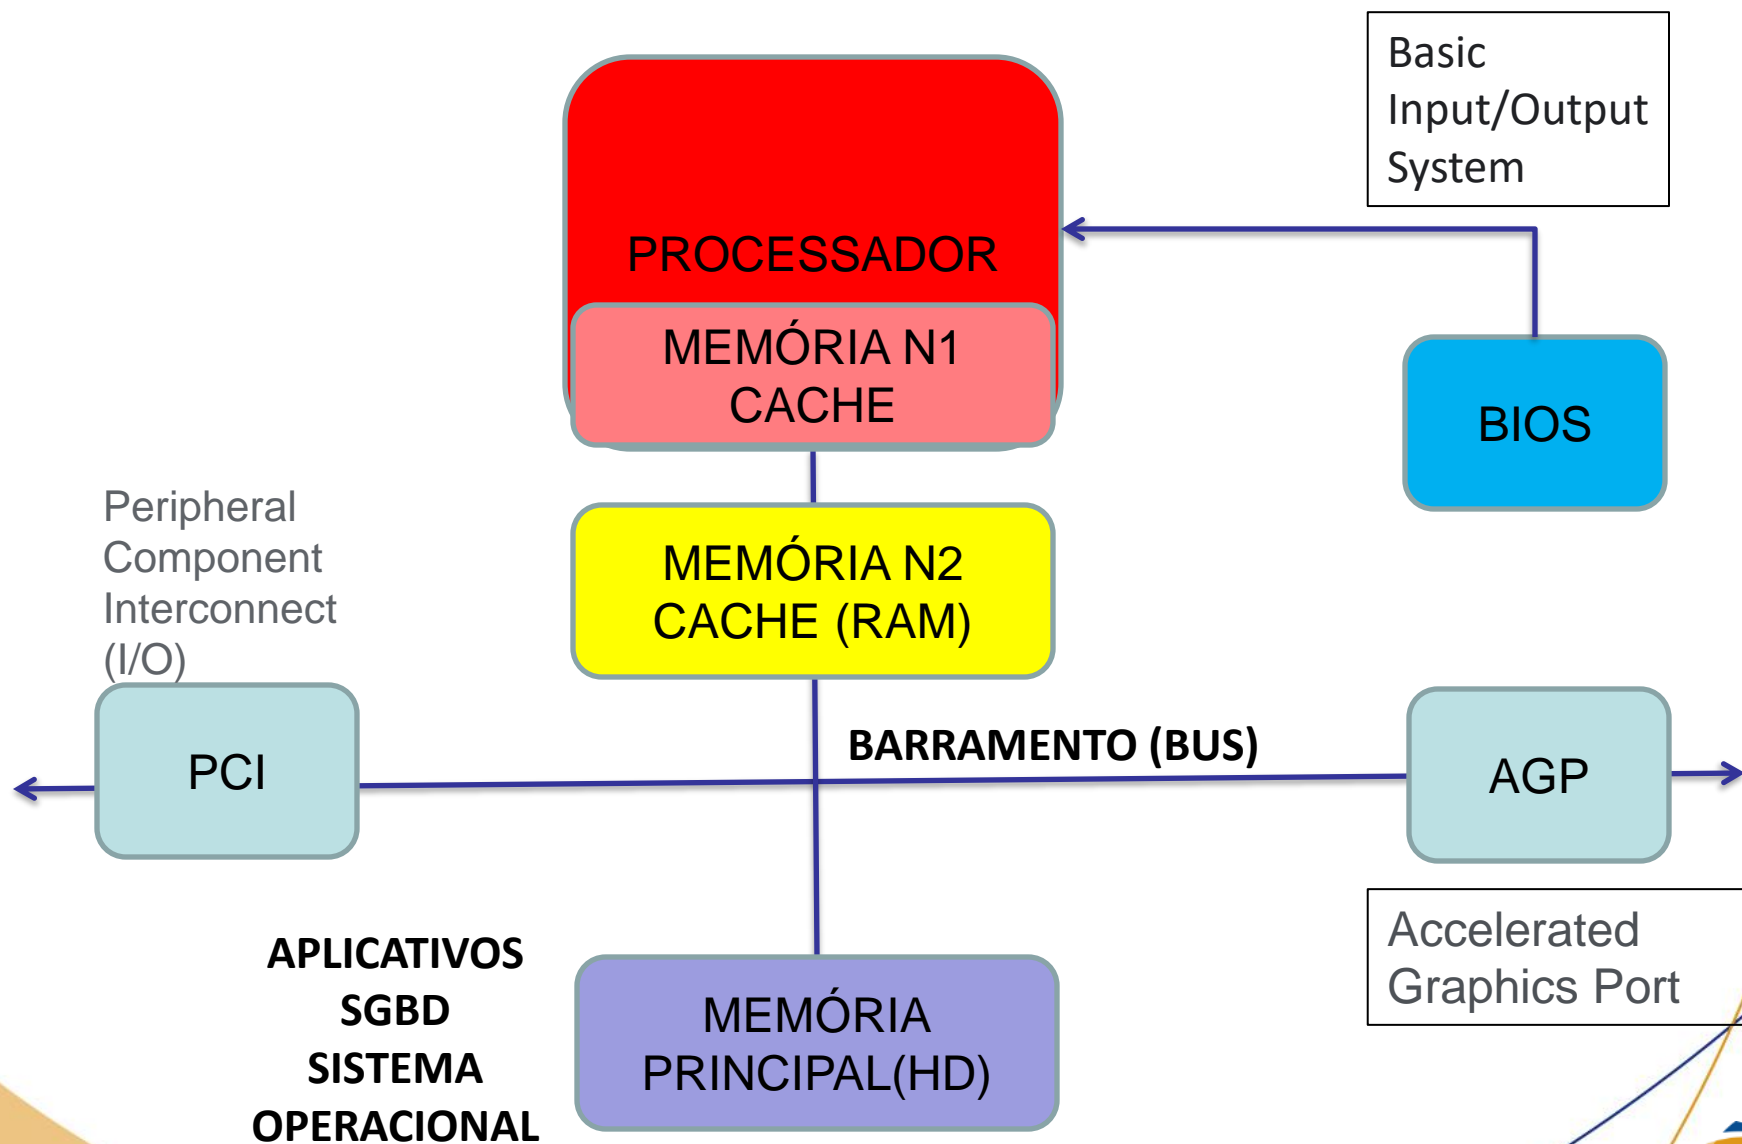 Basic
Input/Output
System
PROCESSADOR
MEMÓRIA N1
CACHE
BIOS
Peripheral
Component
Interconnect
(I/O)
MEMÓRIA N2
CACHE (RAM)
PCI
BARRAMENTO (BUS)
AGP
Accelerated
Graphics Port
APLICATIVOS
SGBD
SISTEMA
OPERACIONAL
MEMÓRIA
PRINCIPAL(HD)